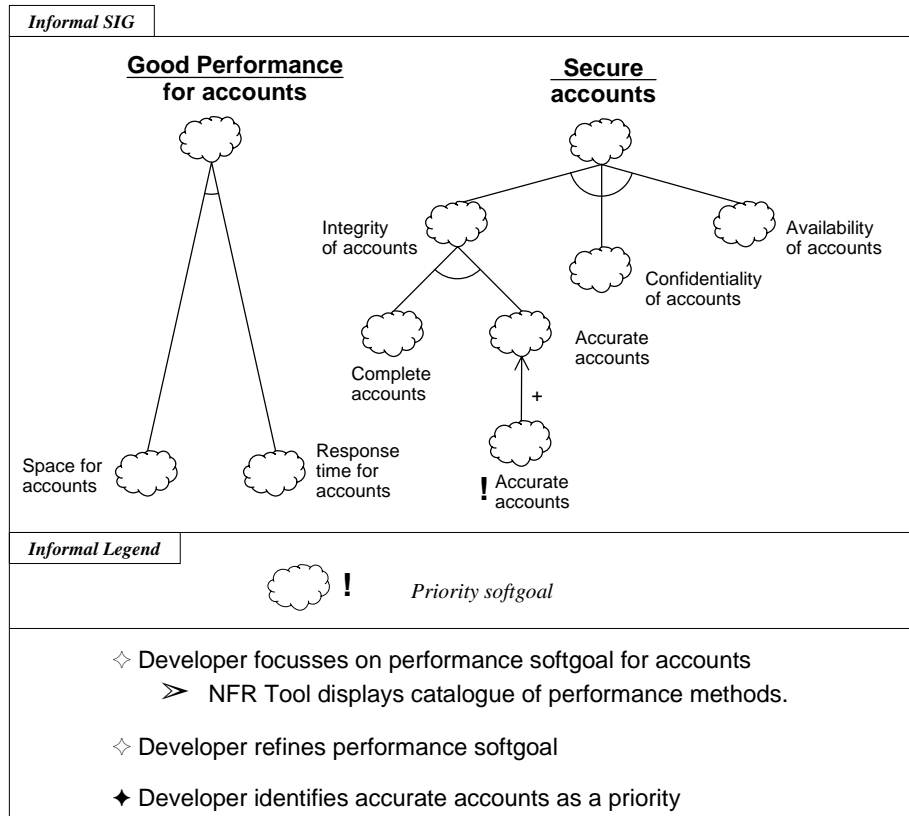 Informal SIG
Good Performance
for accounts
Secure
accounts
Integrity
of accounts
Availability
of accounts
Confidentiality
of accounts
Complete
accounts
Accurate
accounts
+
Space for
accounts
Response
time for
accounts
! Accurate
accounts
Informal Legend
! Priority softgoal
✧ Developer focusses on performance softgoal for accounts
➢ NFR Tool displays catalogue of performance methods.
✧ Developer refines performance softgoal
✦ Developer identifies accurate accounts as a priority